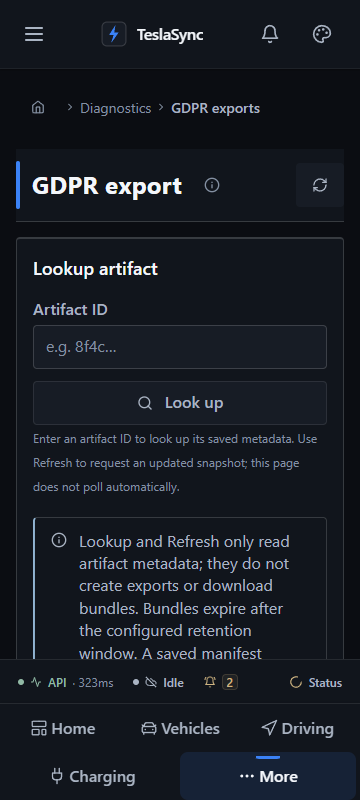 TeslaSync
Diagnostics GDPR exports
GDPR export
Lookup artifact
Artifact ID
e.g. 8f4c...
Look up
Enter an artifact ID to look up its saved metadata. Use
Refresh to request an updated snapshot; this page
does not poll automatically.
Lookup and Refresh only read
artifact metadata; they do not
create exports or download
bundles. Bundles expire after
the configured retention
window. A saved manifest
API · 323ms Idle 2 Status
Home Vehicles Driving
Charging More